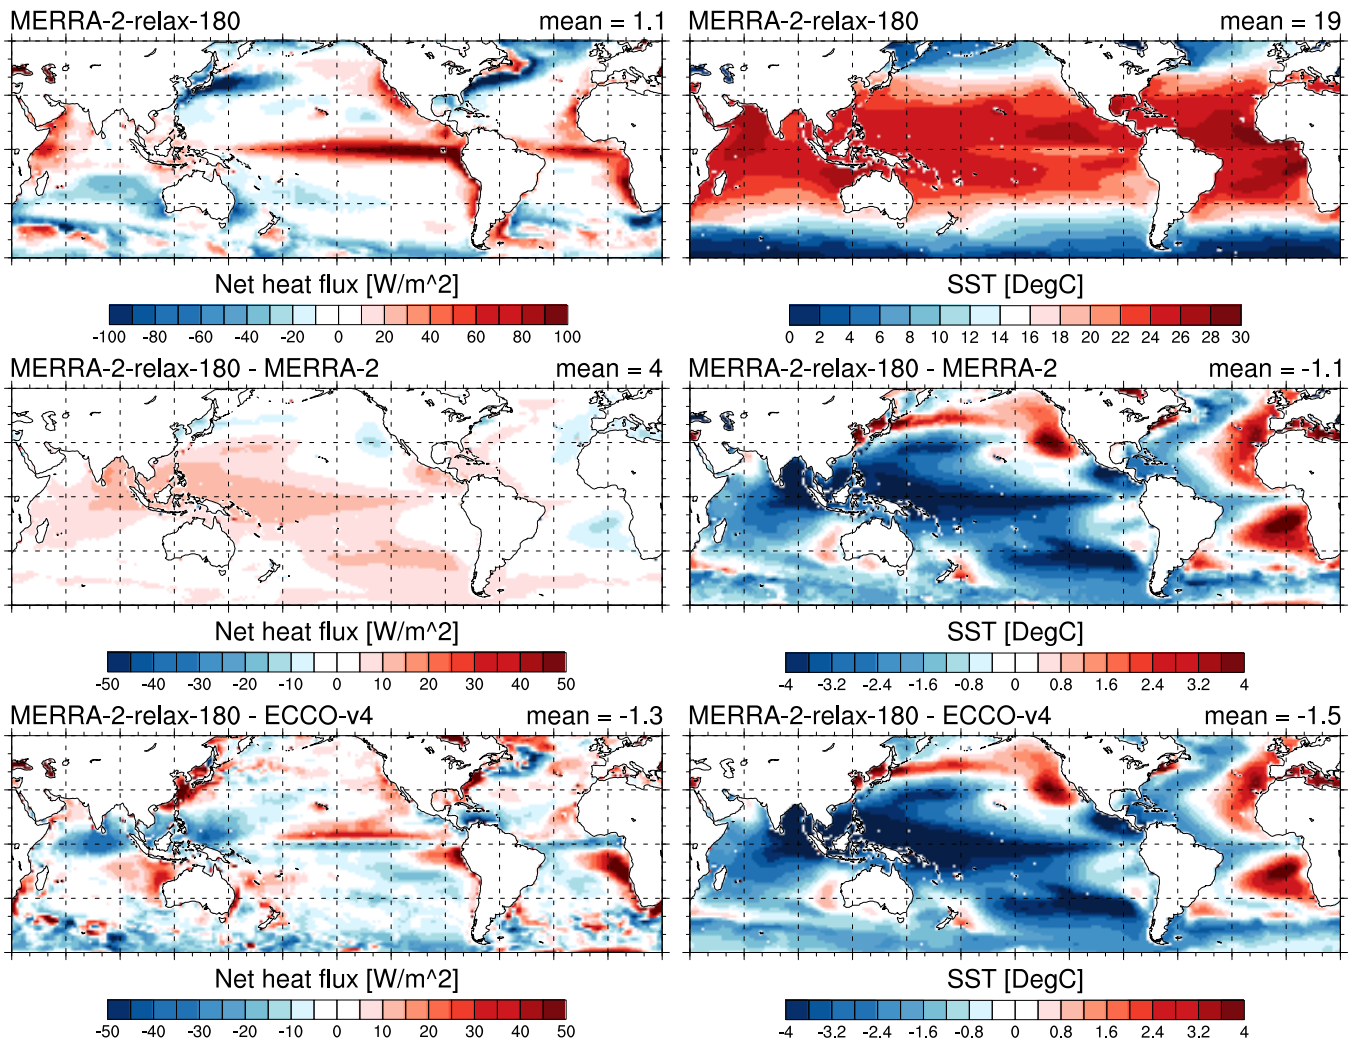 MERRA-2-relax-180 mean = 1.1
MERRA-2-relax-180 mean = 19
Net heat flux [W/m^2]
SST [DegC]
-100 -80 -60 -40 -20 0 20 40 60 80 100
0 2 4 6 8 10 12 14 16 18 20 22 24 26 28 30
MERRA-2-relax-180 - MERRA-2 mean = 4
MERRA-2-relax-180 - MERRA-2 mean = -1.1
Net heat flux [W/m^2]
SST [DegC]
-50 -40 -30 -20 -10 0 10 20 30 40 50
-4 -3.2 -2.4 -1.6 -0.8 0 0.8 1.6 2.4 3.2 4
MERRA-2-relax-180 - ECCO-v4 mean = -1.3
MERRA-2-relax-180 - ECCO-v4 mean = -1.5
Net heat flux [W/m^2]
SST [DegC]
-50 -40 -30 -20 -10 0 10 20 30 40 50
-4 -3.2 -2.4 -1.6 -0.8 0 0.8 1.6 2.4 3.2 4